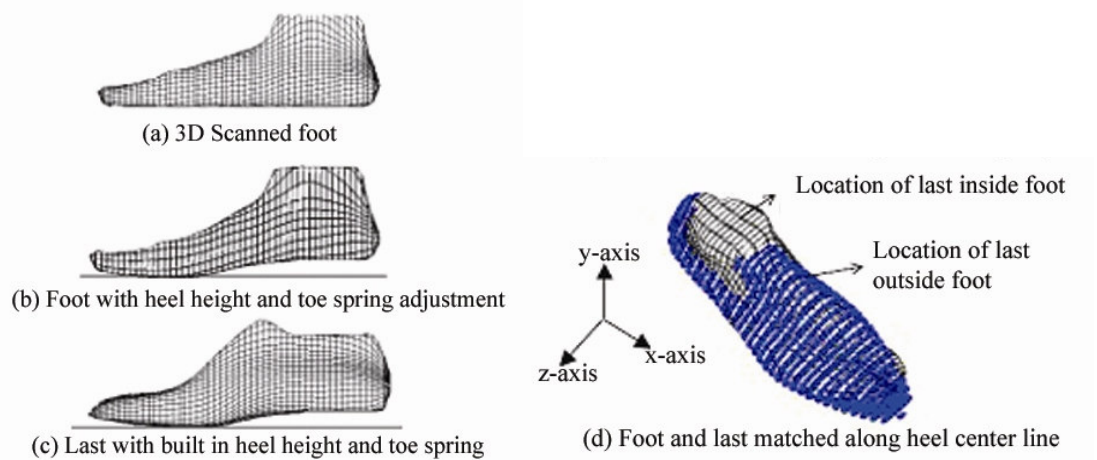 (a) 3D Scanned foot
(b) Foot with heel height and toe spring adjustment
(c) Last with built in heel height and toe spring
Location of last inside foot
Location of last
outside foot
y-axis
x-axis
z-axis
(d) Foot and last matched along heel center line